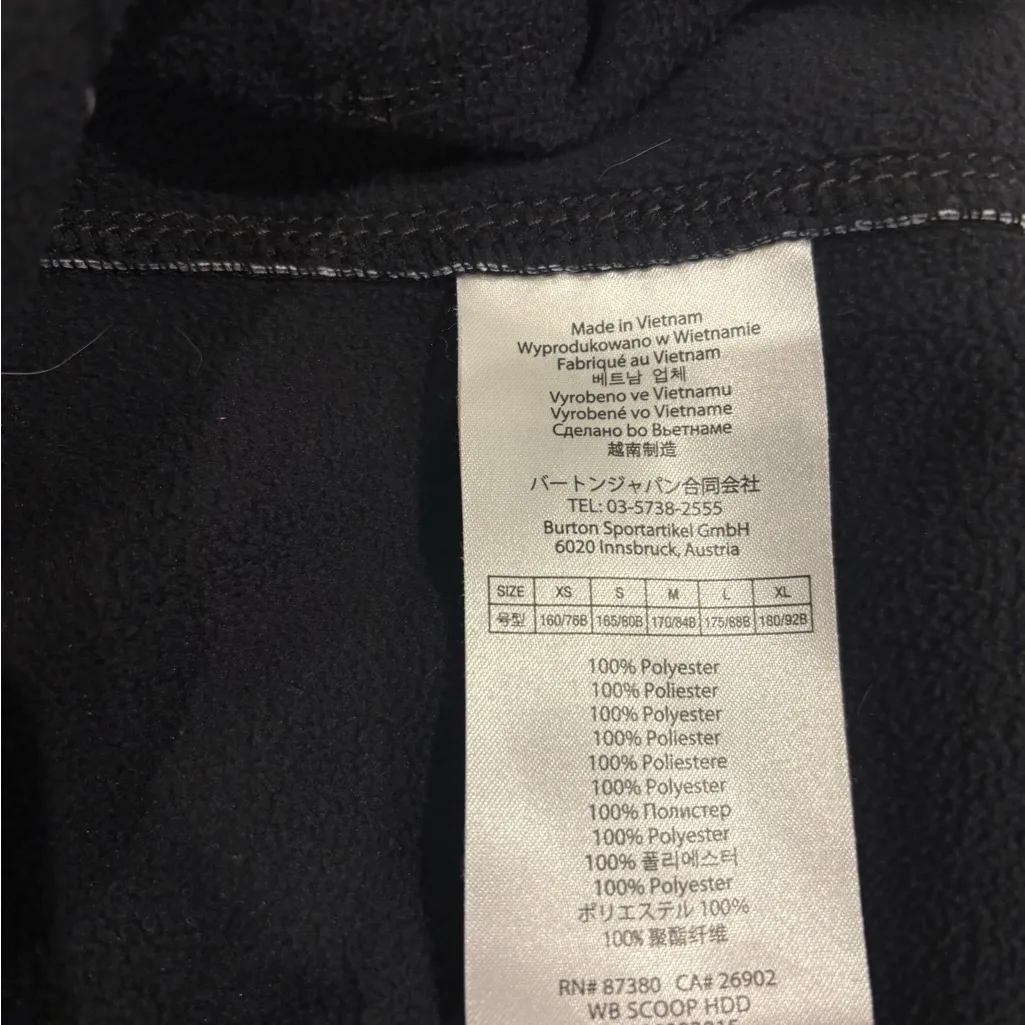 Made in Vietnam
Wyprodukowano w Wietnamie
Fabriqué au Vietnam
베트남 업체
Vyrobeno ve Vietnamu
Vyrobené vo Vietname
Сделано во Вьетнаме
越南制造
バートンジャパン合同会社
TEL: 03-5738-2555
Burton Sportartikel GmbH
6020 Innsbruck, Austria
SIZE XS S M L XL
号型 160/76B 165/80B 170/84B 175/88B 180/92B
100% Polyester
100% Poliester
100% Polyester
100% Poliester
100% Poliestere
100% Polyester
100% Полистер
100% Polyester
100% 폴리에스터
100% Polyester
ポリエステル 100%
100% 聚酯纤维
RN# 87380 CA# 26902
WB SCOOP HDD